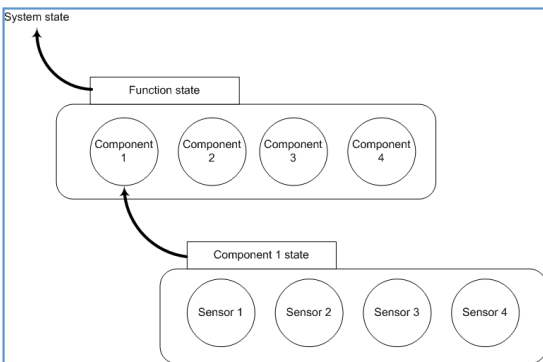 System state
Function state
Component
1
Component
2
Component
3
Component
4
Component 1 state
Sensor 1
Sensor 2
Sensor 3
Sensor 4